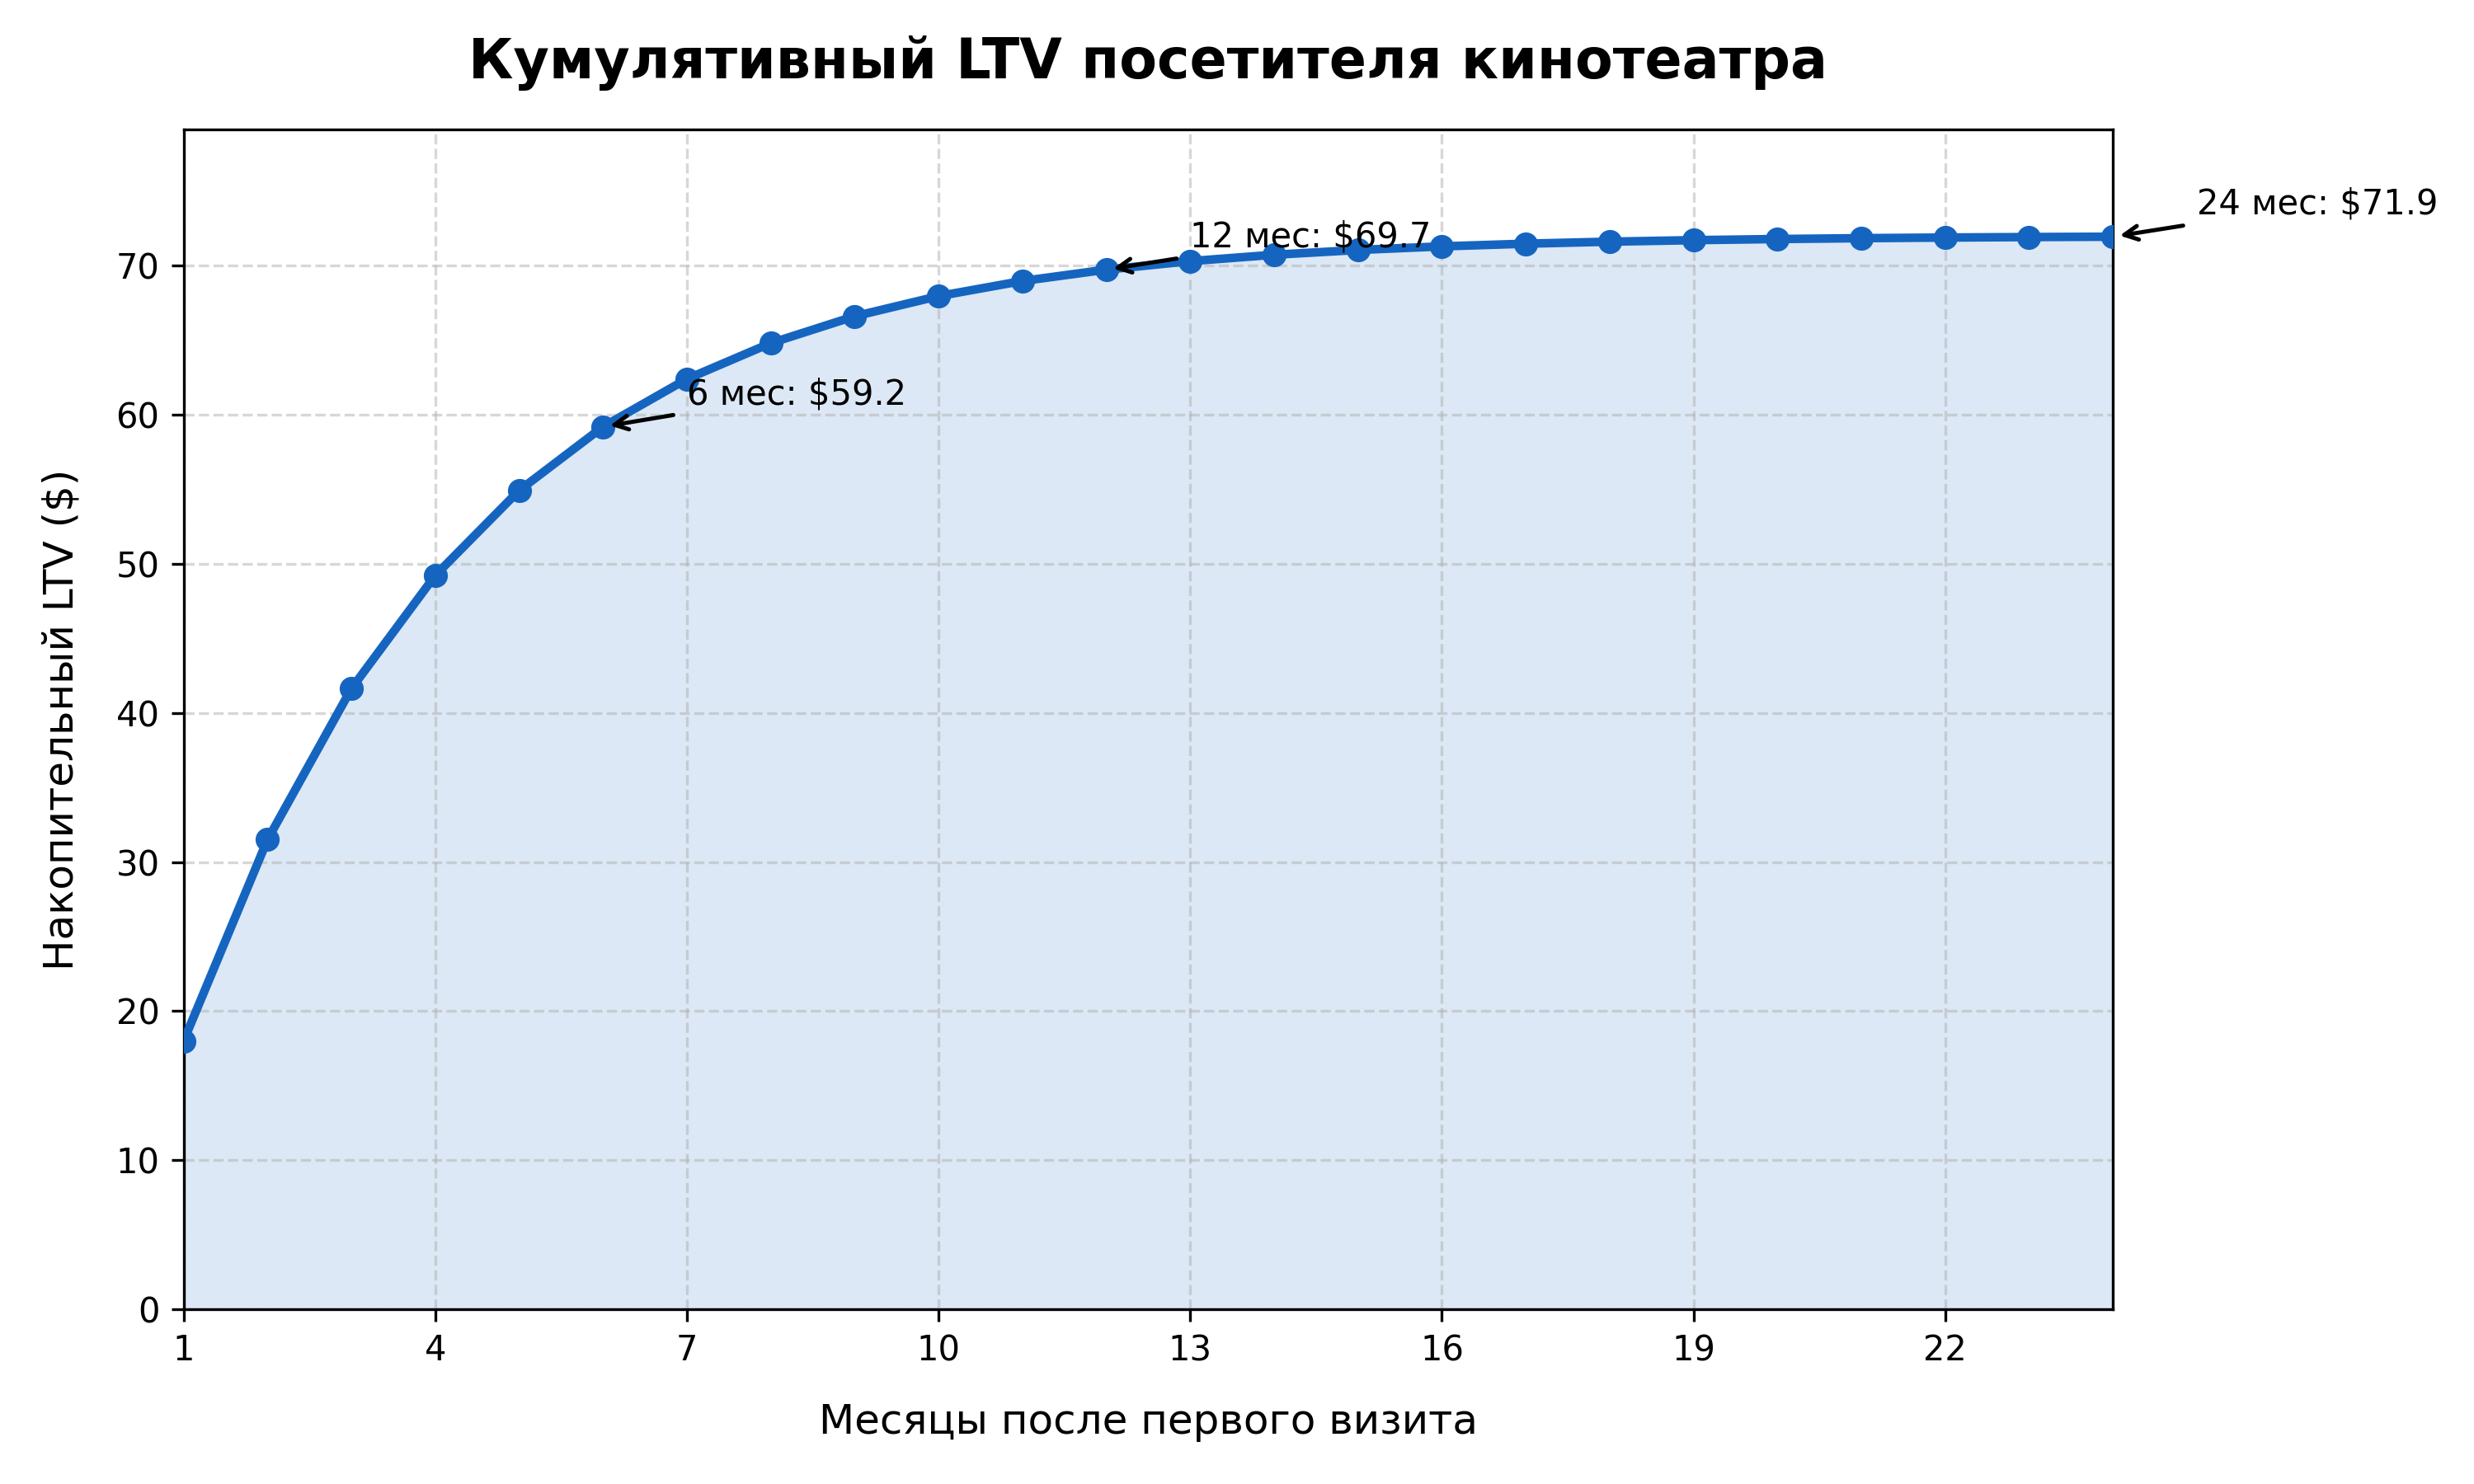 Кумулятивный LTV посетителя кинотеатра
24 мес: $71.9
12 мес: $69.7
6 мес: $59.2
Накопительный LTV ($)
70
60
50
40
30
20
10
0
1 4 7 10 13 16 19 22
Месяцы после первого визита